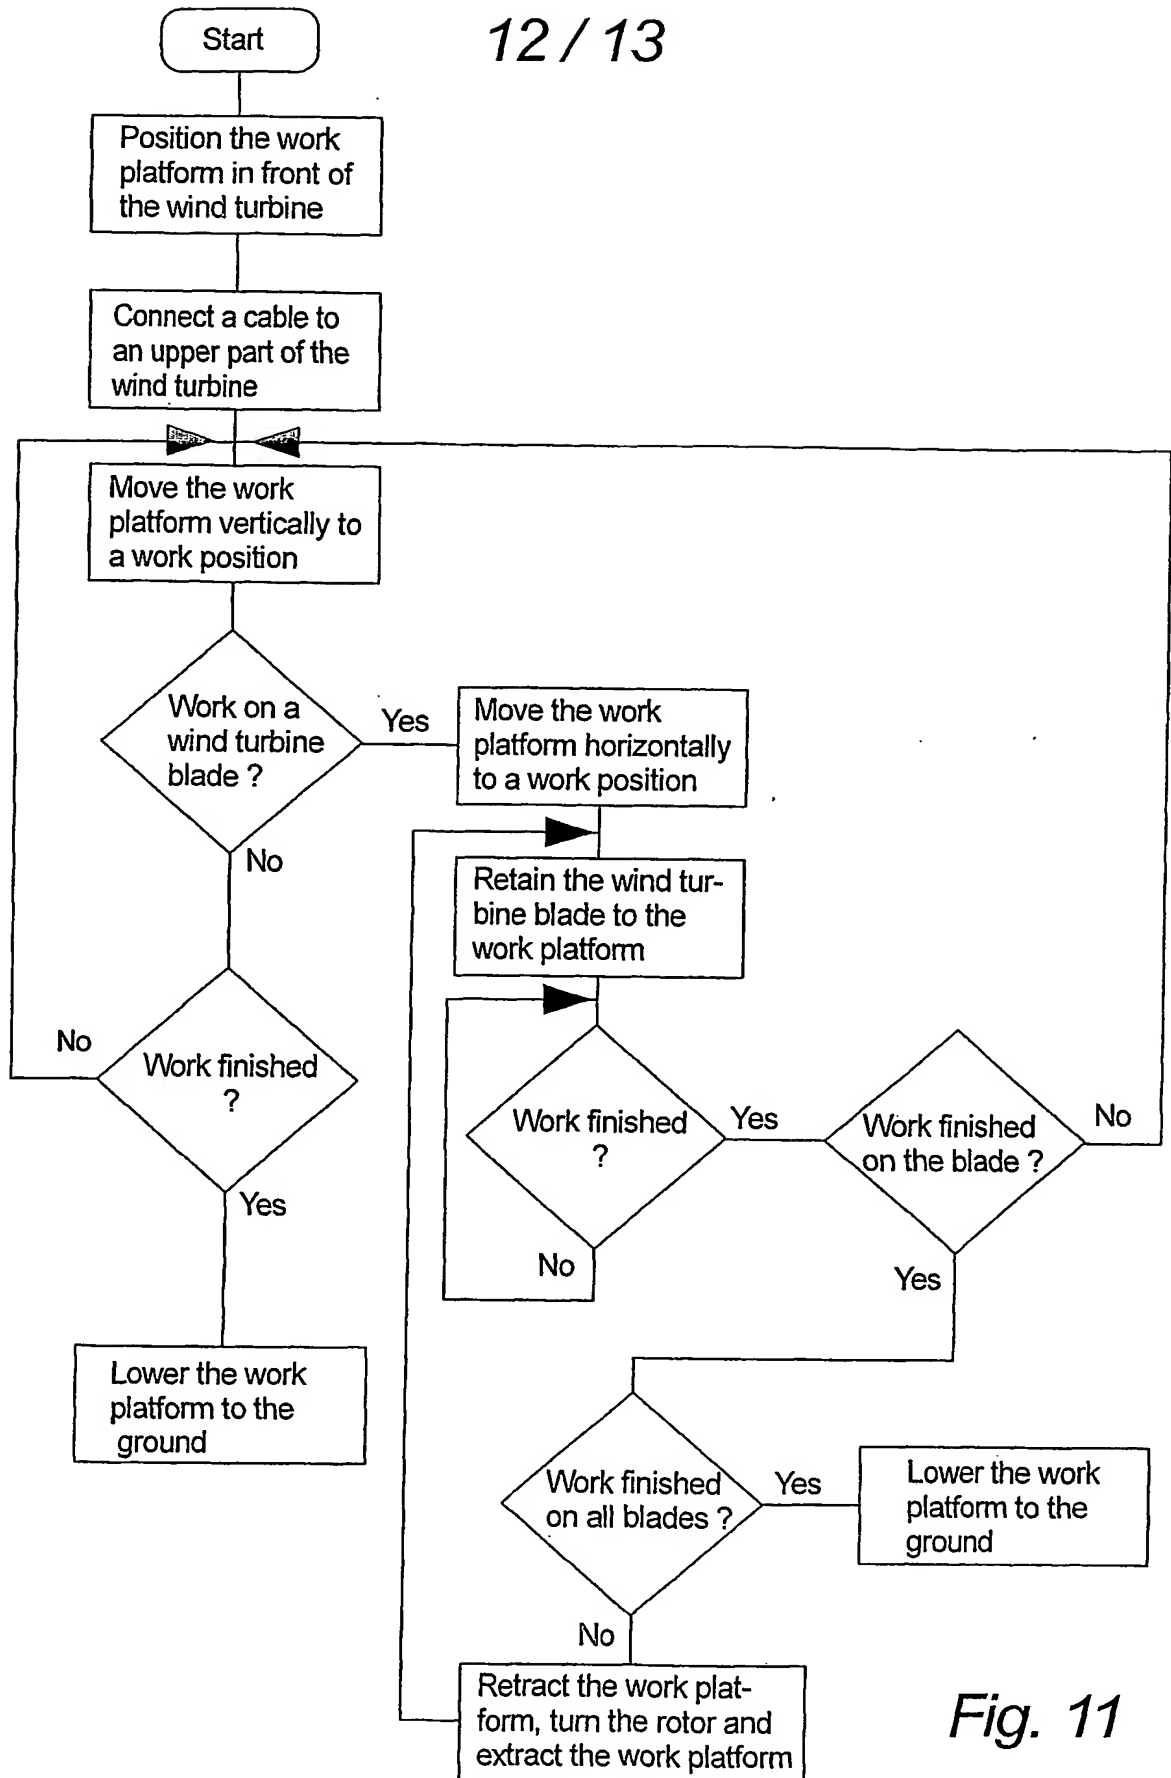 12 / 13
Start
Position the work
platform in front of
the wind turbine
Connect a cable to
an upper part of the
wind turbine
Move the work
platform vertically to
a work position
Work on a
wind turbine
blade ?
Yes
No
Move the work
platform horizontally
to a work position
Retain the wind tur-
bine blade to the
work platform
Work finished
?
No
Yes
Lower the work
platform to the
ground
Work finished
?
Yes
No
Work finished
on the blade ?
No
Yes
Work finished
on all blades ?
Yes
No
Lower the work
platform to the
ground
Retract the work plat-
form, turn the rotor and
extract the work platform
Fig. 11